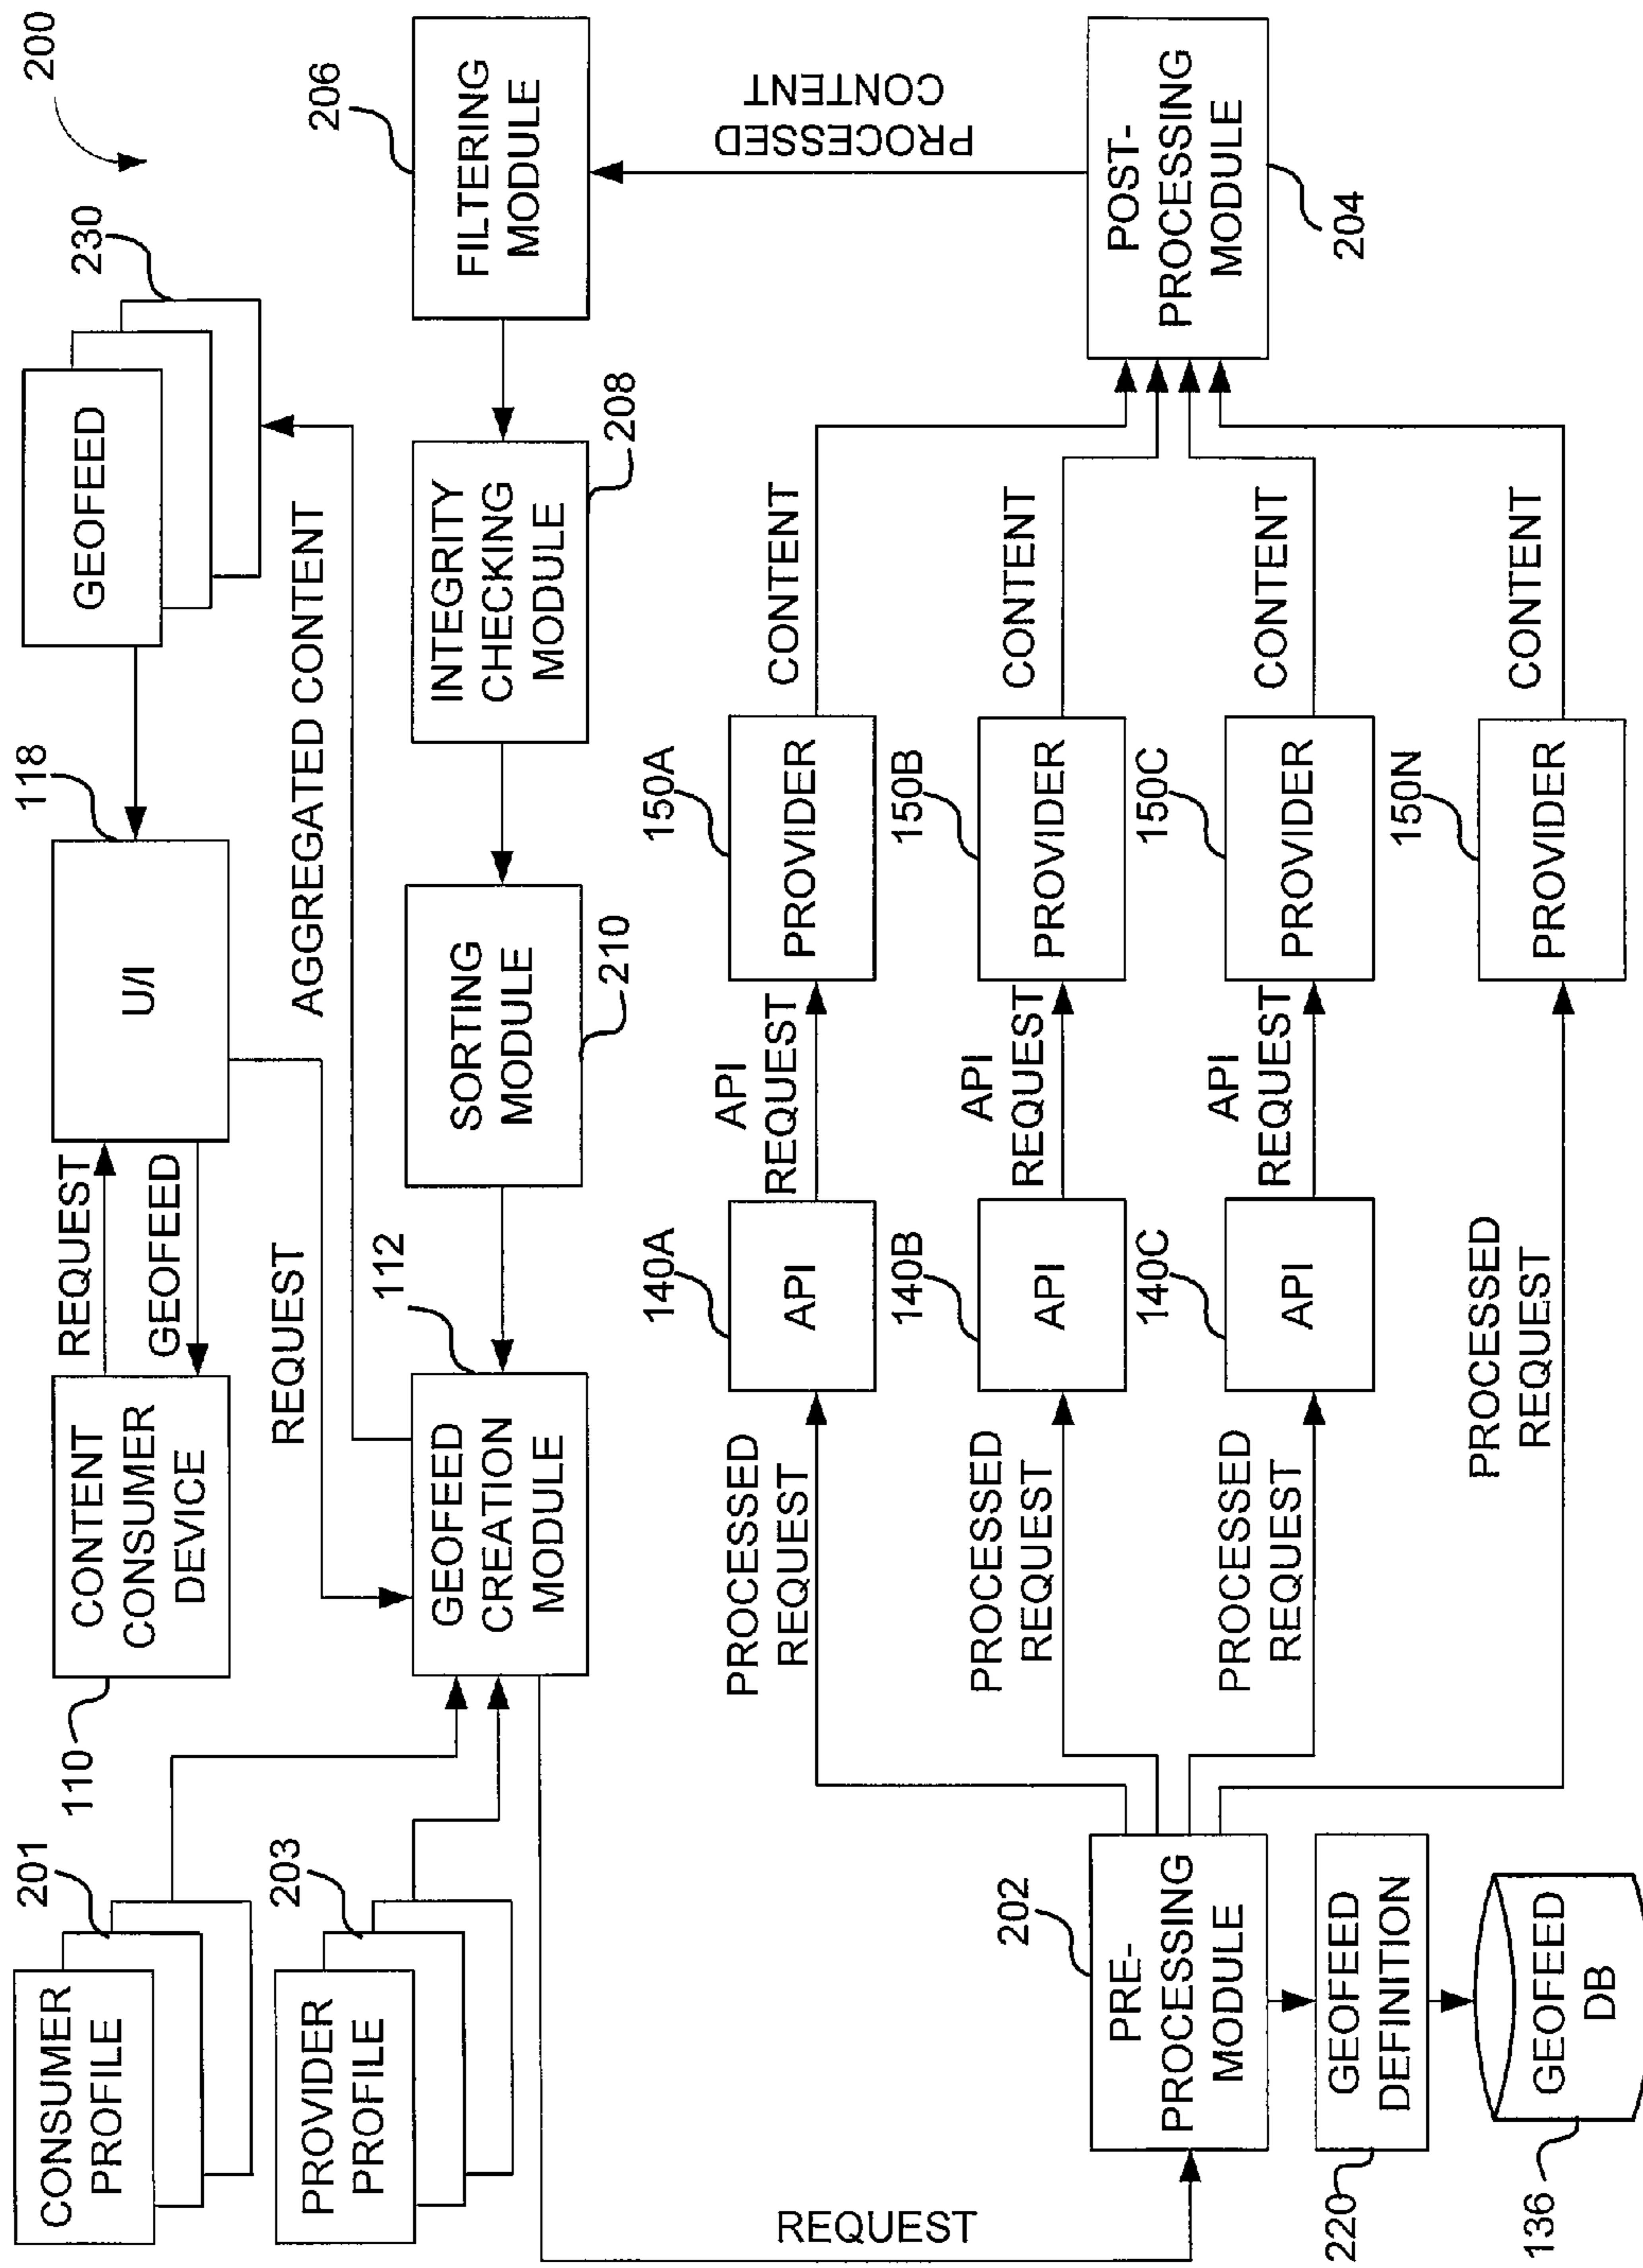 200
CONSUMER
PROFILE
201
CONTENT
CONSUMER
DEVICE
110
REQUEST
GEOFEED
U/I
118
GEOFEED
230
PROVIDER
PROFILE
203
REQUEST
AGGREGATED CONTENT
GEOFEED
CREATION
MODULE
112
SORTING
MODULE
210
INTEGRITY
CHECKING
MODULE
208
FILTERING
MODULE
206
REQUEST
PROCESSED
CONTENT
PROCESSED
REQUEST
140A
API
API
REQUEST
150A
PROVIDER
CONTENT
PROCESSED
REQUEST
140B
API
API
REQUEST
150B
PROVIDER
CONTENT
PROCESSED
REQUEST
140C
API
API
REQUEST
150C
PROVIDER
CONTENT
PROCESSED
REQUEST
150N
PROVIDER
CONTENT
202
PRE-
PROCESSING
MODULE
POST-
PROCESSING
MODULE
204
GEOFEED
DEFINITION
220
GEOFEED
DB
136